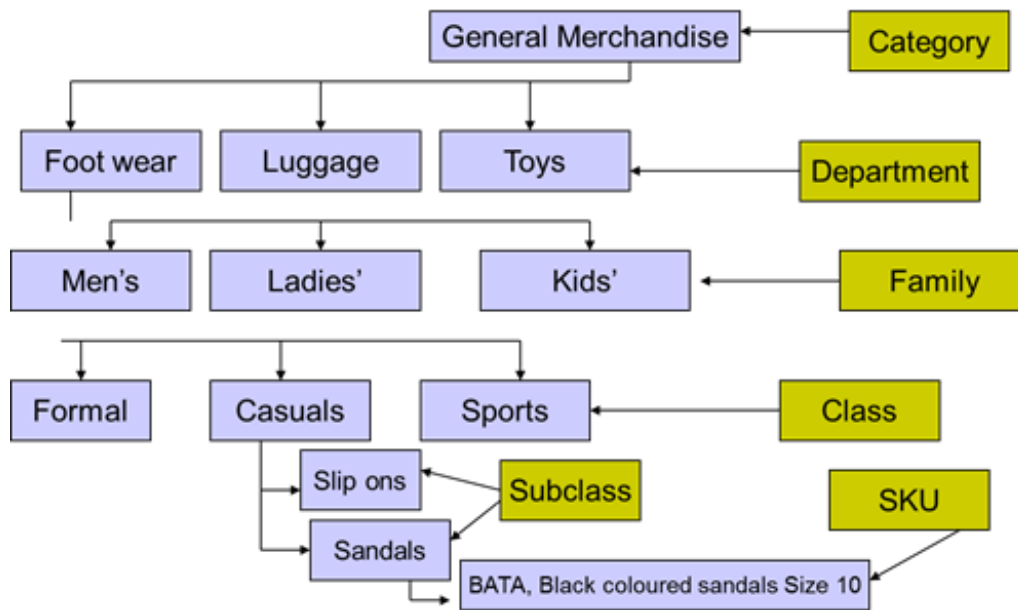 General Merchandise
Category
Foot wear
Luggage
Toys
Department
Men's
Ladies'
Kids'
Family
Formal
Casuals
Sports
Class
Slip ons
Subclass
SKU
Sandals
BATA, Black coloured sandals Size 10